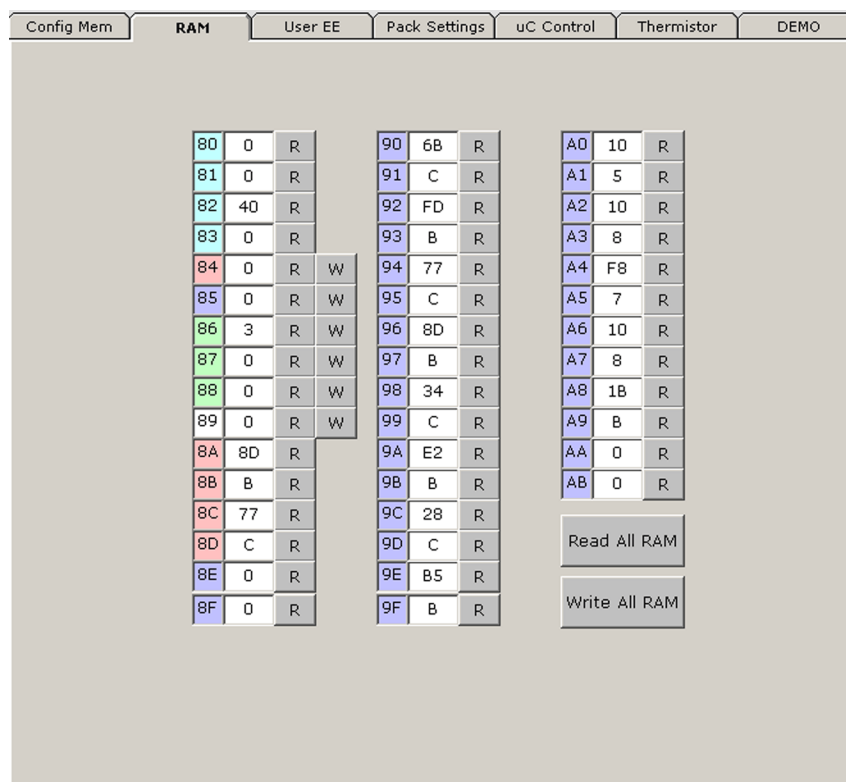 Config Mem RAM User EE Pack Settings uC Control Thermistor DEMO
80 0 R 90 6B R A0 10 R
81 0 R 91 C R A1 5 R
82 40 R 92 FD R A2 10 R
83 0 R 93 B R A3 8 R
84 0 R W 94 77 R A4 F8 R
85 0 R W 95 C R A5 7 R
86 3 R W 96 8D R A6 10 R
87 0 R W 97 B R A7 8 R
88 0 R W 98 34 R A8 1B R
89 0 R W 99 C R A9 B R
8A 8D R 9A E2 R AA 0 R
8B B R 9B B R AB 0 R
8C 77 R 9C 28 R
8D C R 9D C R Read All RAM
8E 0 R 9E B5 R
8F 0 R 9F B R Write All RAM